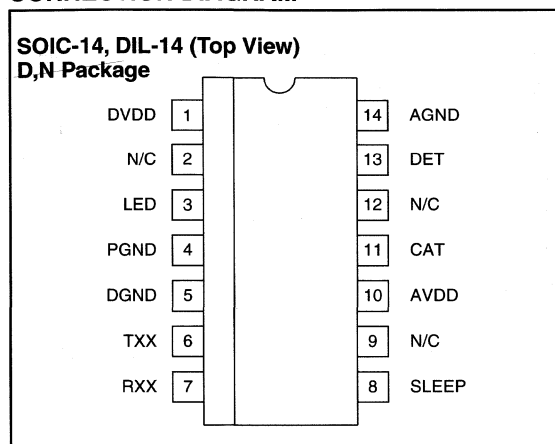 SOIC-14, DIL-14 (Top View)
D,N Package
DVDD 1 14 AGND
N/C 2 13 DET
LED 3 12 N/C
PGND 4 11 CAT
DGND 5 10 AVDD
TXX 6 9 N/C
RXX 7 8 SLEEP